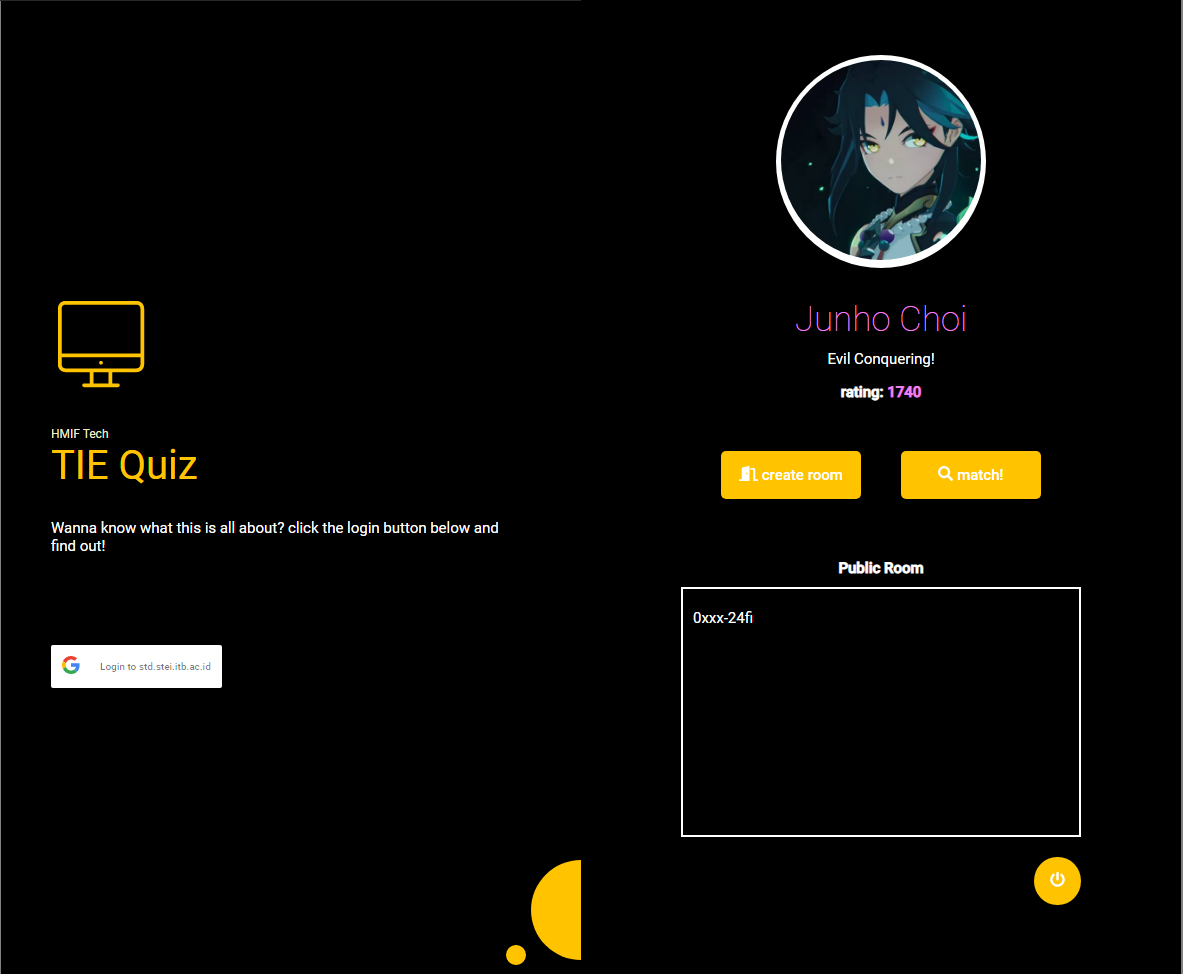 HMIF Tech
TIE Quiz
Wanna know what this is all about? click the login button below and
find out!
Login to std.stei.itb.ac.id
Junho Choi
Evil Conquering!
rating: 1740
create room
match!
Public Room
0xxx-24fi